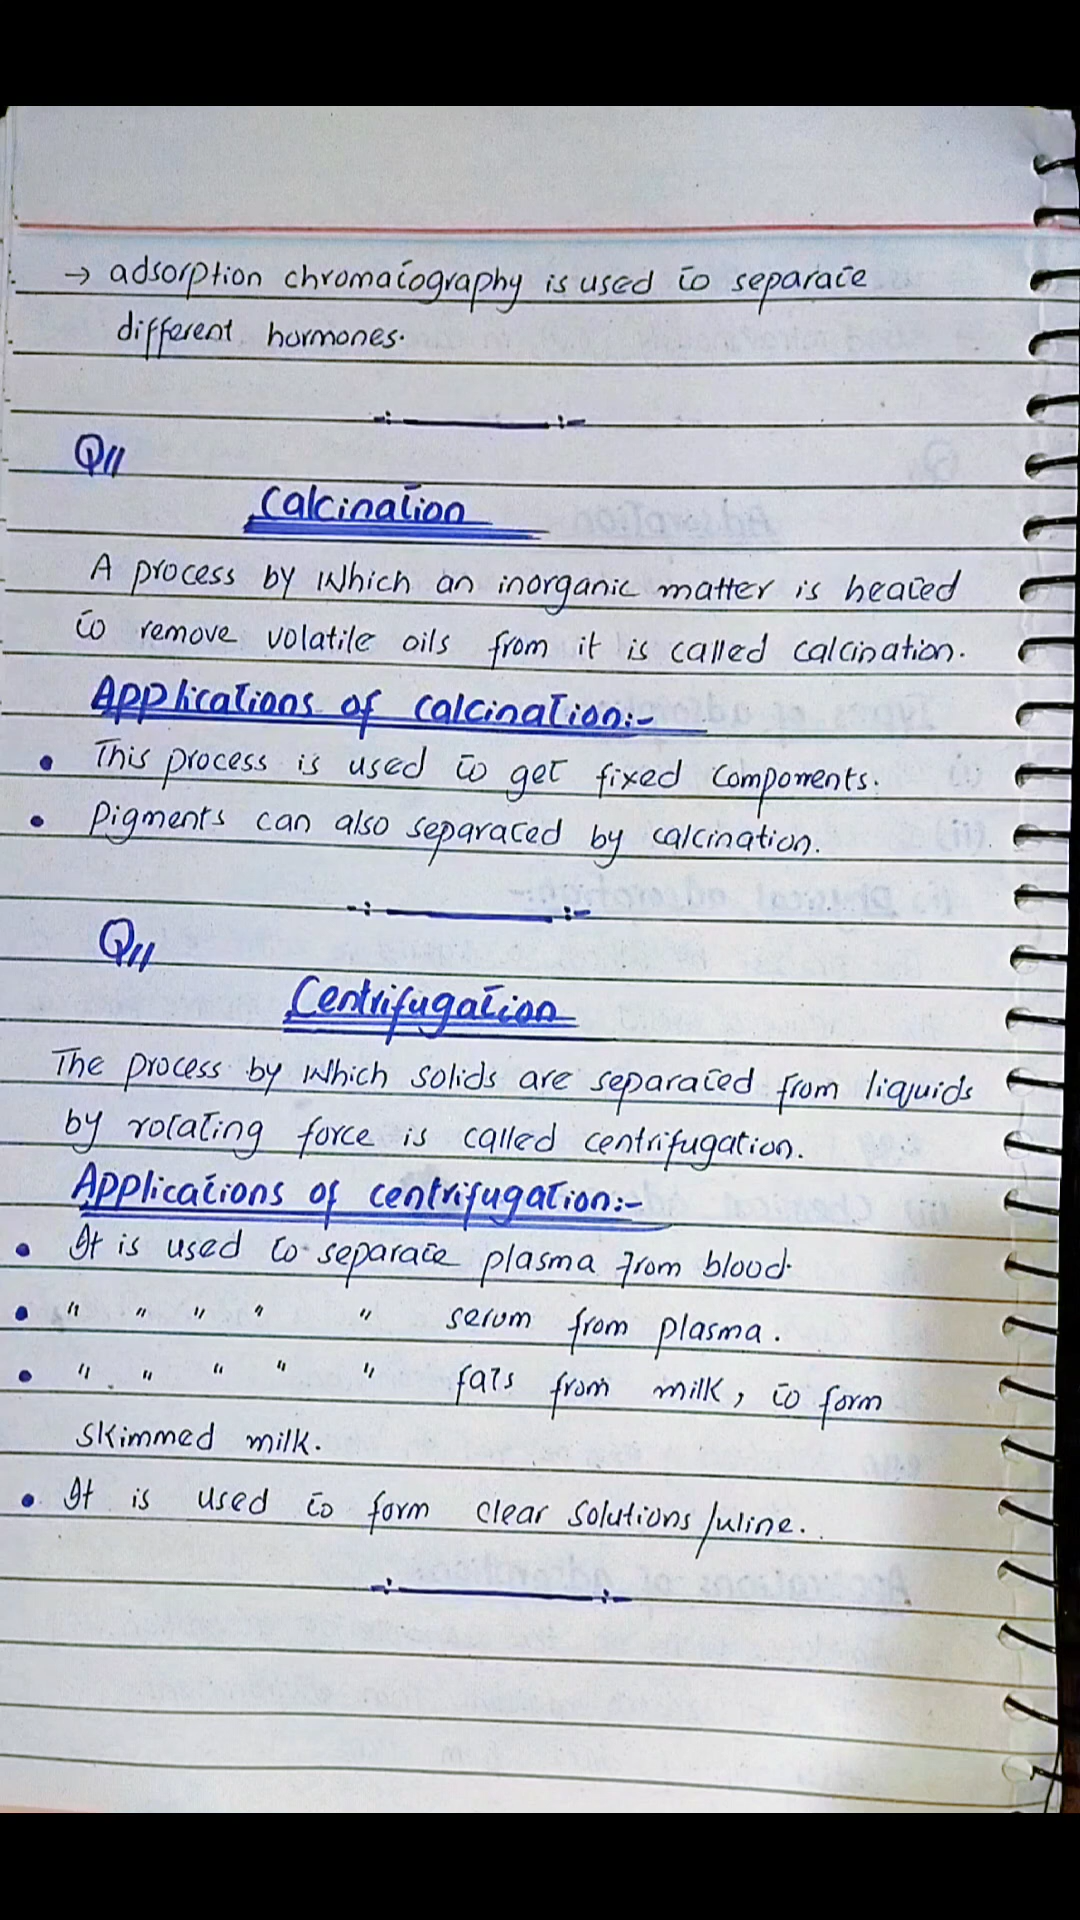 → adsorption chromatography is used to separate
different hormones.
Q//
Calcination
A process by which an inorganic matter is heated
to remove volatile oils from it is called calcination.
Applications of calcination:-
• This process is used to get fixed components.
• Pigments can also separated by calcination.
Q//
Centrifugation
The process by which solids are separated from liquids
by rotating force is called centrifugation.
Applications of centrifugation:-
• It is used to separate plasma from blood.
• " " " " " serum from plasma.
• " " " " " fats from milk, to form
skimmed milk.
• It is used to form clear solutions /